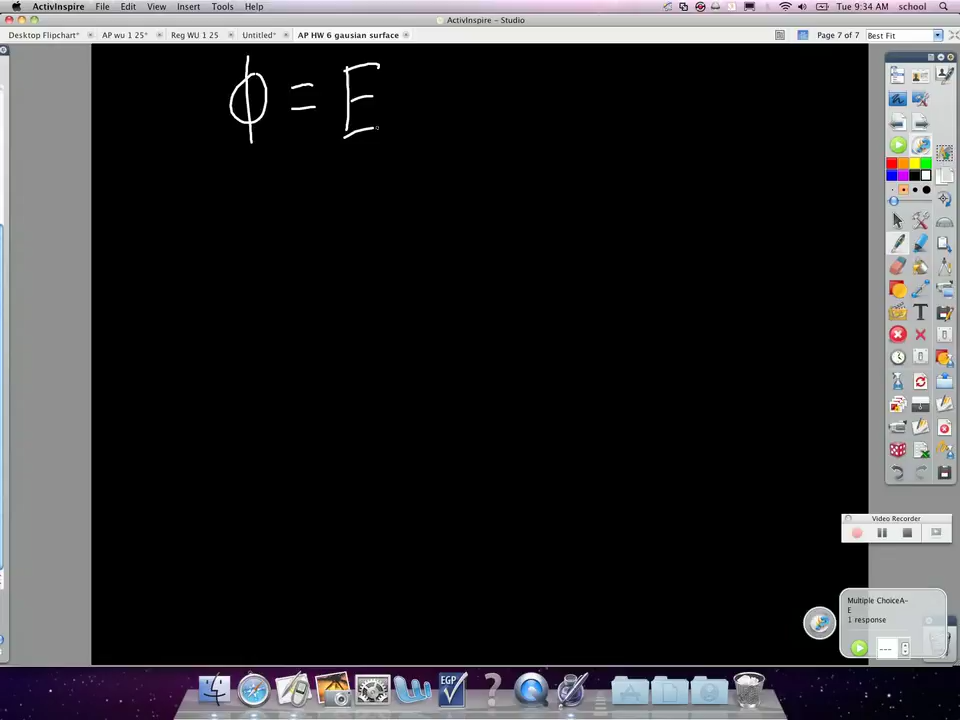 ActivInspire File Edit View Insert Tools Help Tue 9:34 AM school
ActivInspire - Studio
Desktop Flipchart* AP wu 1 25* Reg WU 1 25 Untitled* AP HW 6 gausian surface Page 7 of 7 Best Fit
ϕ = E
T
Video Recorder
Multiple ChoiceA-
E
1 response
---
EGP
?